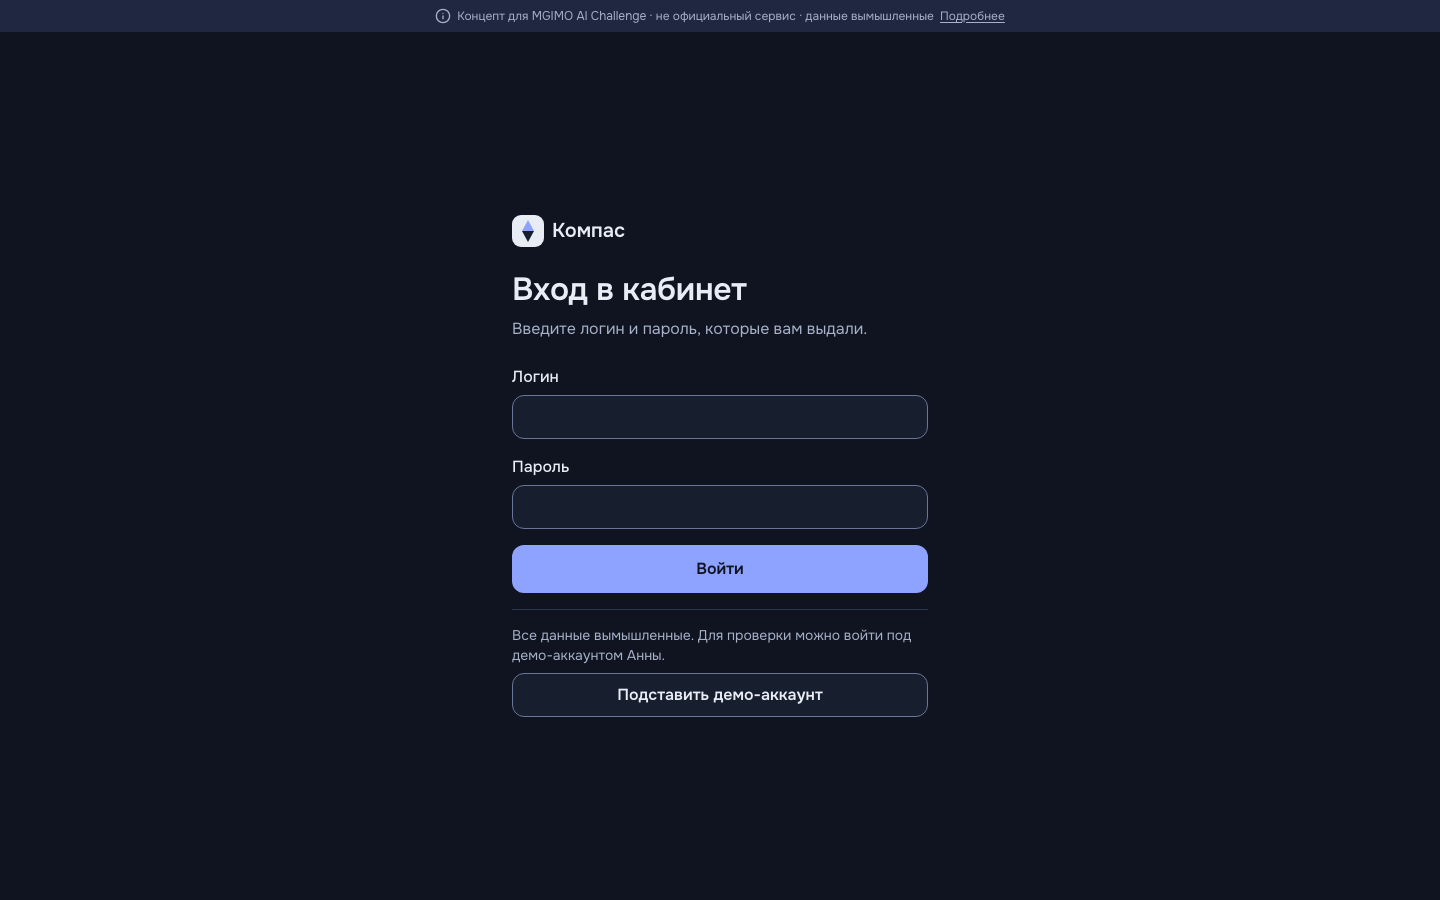 Концепт для MGIMO AI Challenge · не официальный сервис · данные вымышленные Подробнее
Компас
Вход в кабинет
Введите логин и пароль, которые вам выдали.
Логин
Пароль
Войти
Все данные вымышленные. Для проверки можно войти под
демо-аккаунтом Анны.
Подставить демо-аккаунт